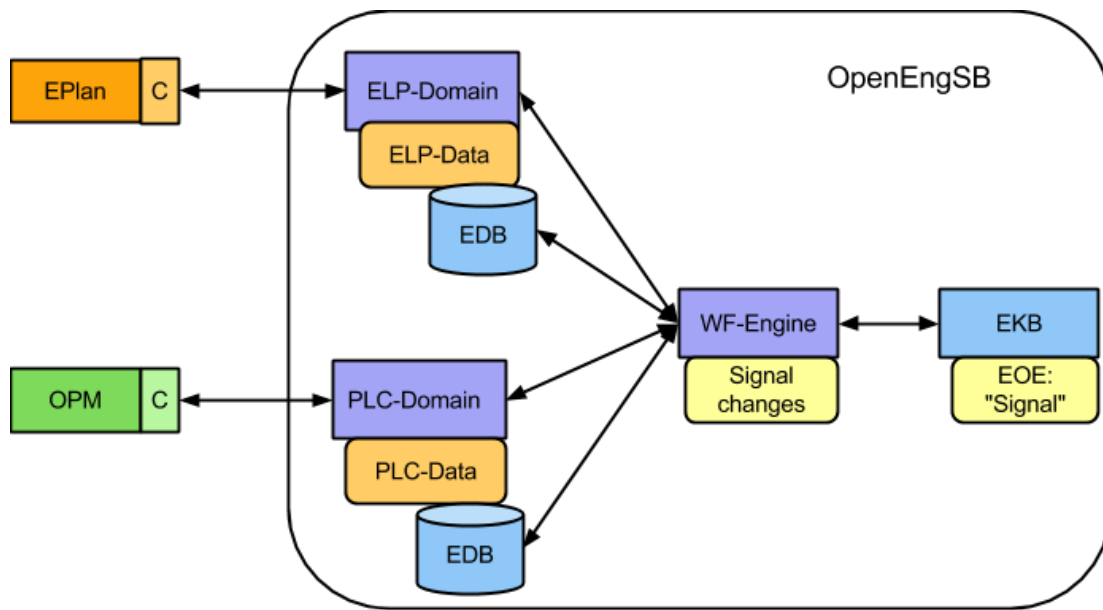 OpenEngSB
EPlan
C
ELP-Domain
ELP-Data
EDB
WF-Engine
Signal
changes
EKB
EOE:
"Signal"
OPM
C
PLC-Domain
PLC-Data
EDB